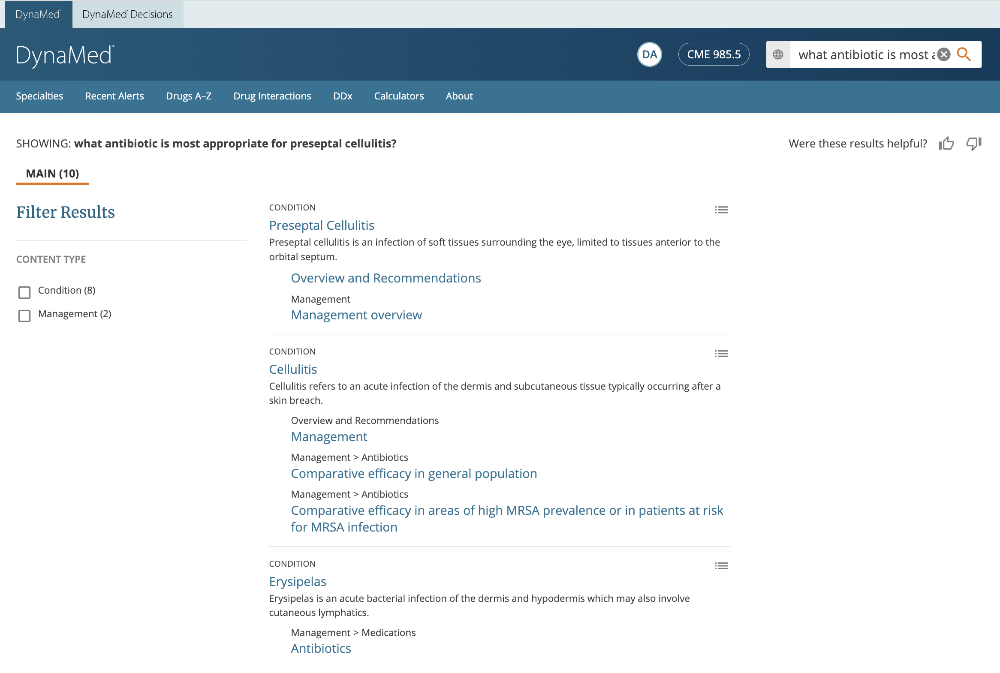 DynaMed® DynaMed® Decisions
DynaMed®
DA
CME 985.5
what antibiotic is most
Specialties Recent Alerts Drugs A–Z Drug Interactions DDx Calculators About
SHOWING: what antibiotic is most appropriate for preseptal cellulitis?
Were these results helpful?
MAIN (10)
Filter Results
CONTENT TYPE
Condition (8)
Management (2)
CONDITION
Preseptal Cellulitis
Preseptal cellulitis is an infection of soft tissues surrounding the eye, limited to tissues anterior to the
orbital septum.
Overview and Recommendations
Management
Management overview
CONDITION
Cellulitis
Cellulitis refers to an acute infection of the dermis and subcutaneous tissue typically occurring after a
skin breach.
Overview and Recommendations
Management
Management > Antibiotics
Comparative efficacy in general population
Management > Antibiotics
Comparative efficacy in areas of high MRSA prevalence or in patients at risk
for MRSA infection
CONDITION
Erysipelas
Erysipelas is an acute bacterial infection of the dermis and hypodermis which may also involve
cutaneous lymphatics.
Management > Medications
Antibiotics